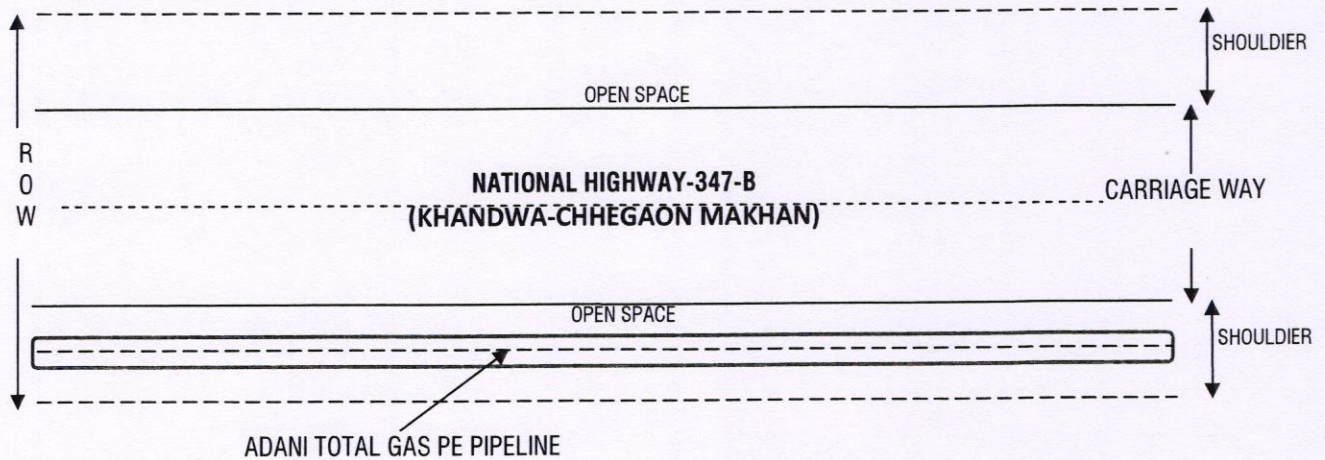 SHOULDIER
OPEN SPACE
R
O
W
NATIONAL HIGHWAY-347-B
CARRIAGE WAY
(KHANDWA-CHHEGAON MAKHAN)
OPEN SPACE
SHOULDIER
ADANI TOTAL GAS PE PIPELINE